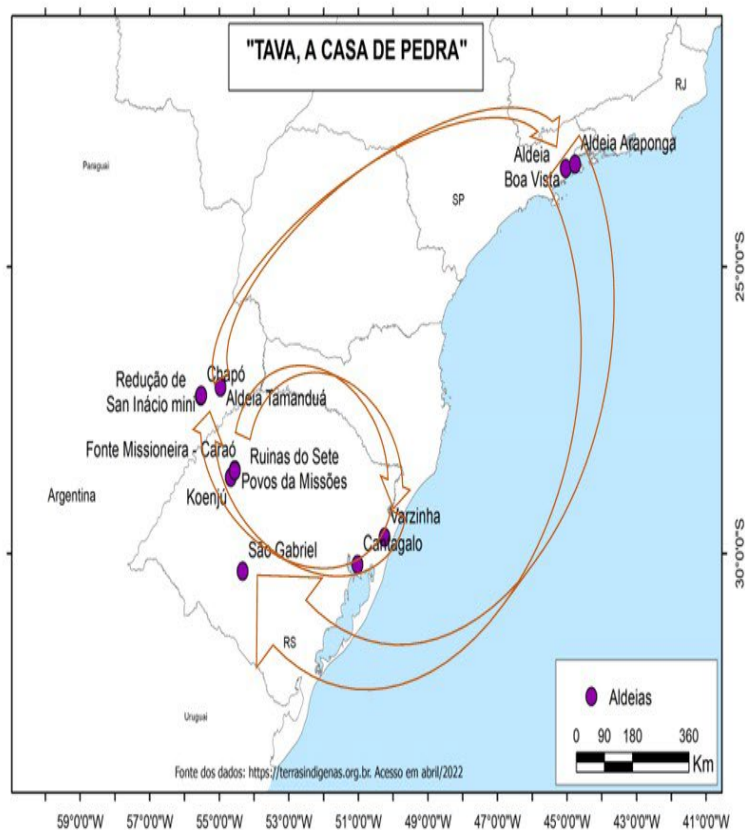 "TAVA, A CASA DE PEDRA"
RJ
Aldeia Araponga
Aldeia
Boa Vista
Paraguai
SP
25°0'0"S
Chapó
Redução de
San Inácio mini
Aldeia Tamanduá
Fonte Missioneira - Caraó
Ruinas do Sete
Povos da Missões
Koenjú
Argentina
Varzinha
Cantagalo
São Gabriel
30°0'0"S
RS
Uruguai
Aldeias
0 90 180 360
Km
Fonte dos dados: https://terrasindigenas.org.br. Acesso em abril/2022
59°0'0"W 57°0'0"W 55°0'0"W 53°0'0"W 51°0'0"W 49°0'0"W 47°0'0"W 45°0'0"W 43°0'0"W 41°0'0"W